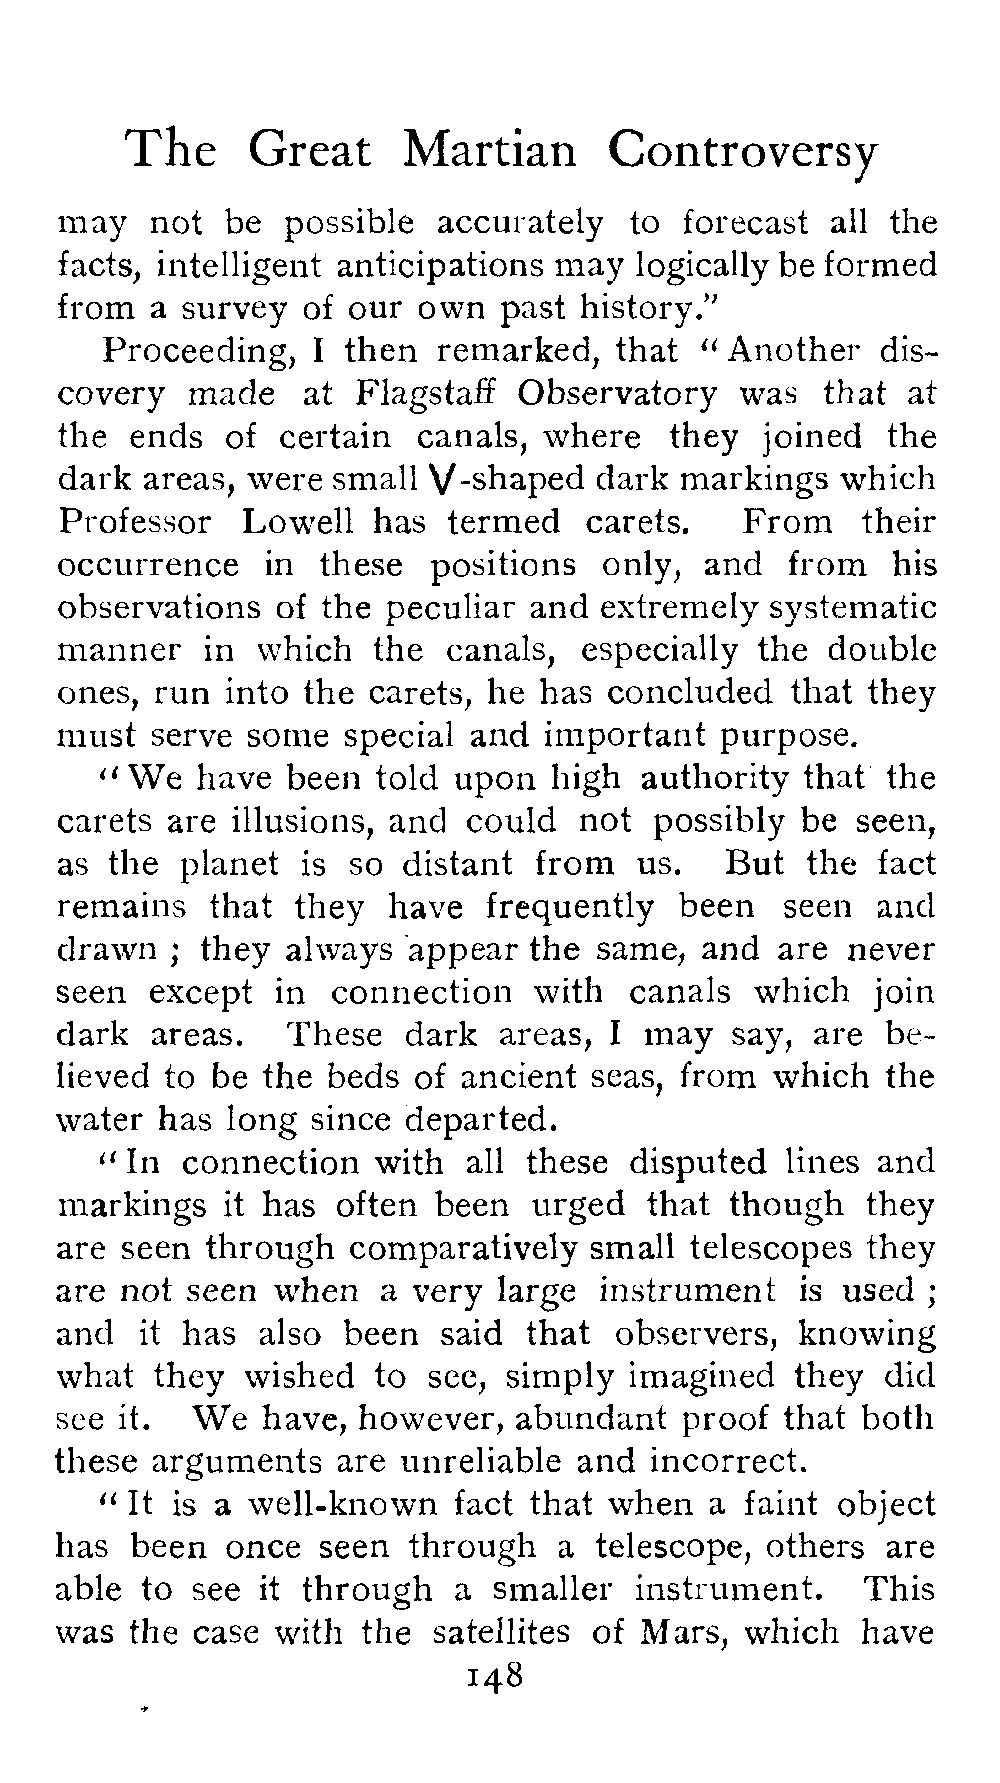 The Great Martian Controversy
may not be possible accurately to forecast all the
facts, intelligent anticipations may logically be formed
from a survey of our own past history."
Proceeding, I then remarked, that "Another dis-
covery made at Flagstaff Observatory was that at
the ends of certain canals, where they joined the
dark areas, were small V-shaped dark markings which
Professor Lowell has termed carets. From their
occurrence in these positions only, and from his
observations of the peculiar and extremely systematic
manner in which the canals, especially the double
ones, run into the carets, he has concluded that they
must serve some special and important purpose.
"We have been told upon high authority that the
carets are illusions, and could not possibly be seen,
as the planet is so distant from us. But the fact
remains that they have frequently been seen and
drawn ; they always appear the same, and are never
seen except in connection with canals which join
dark areas. These dark areas, I may say, are be-
lieved to be the beds of ancient seas, from which the
water has long since departed.
"In connection with all these disputed lines and
markings it has often been urged that though they
are seen through comparatively small telescopes they
are not seen when a very large instrument is used ;
and it has also been said that observers, knowing
what they wished to see, simply imagined they did
see it. We have, however, abundant proof that both
these arguments are unreliable and incorrect.
"It is a well-known fact that when a faint object
has been once seen through a telescope, others are
able to see it through a smaller instrument. This
was the case with the satellites of Mars, which have
148